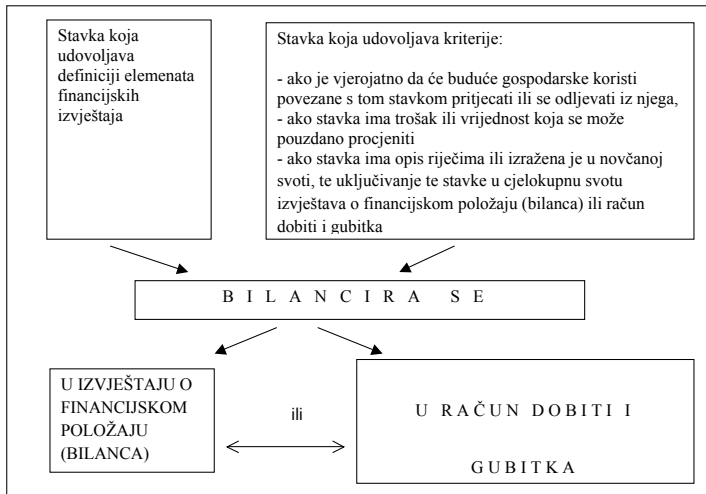 Stavka koja
udovoljava
definiciji elemenata
financijskih
izvještaja
Stavka koja udovoljava kriterije:
- ako je vjerojatno da će buduće gospodarske koristi
povezane s tom stavkom pritjecati ili se odljevati iz njega,
- ako stavka ima trošak ili vrijednost koja se može
pouzdano procjeniti
- ako stavka ima opis riječima ili izražena je u novčanoj
svoti, te uključivanje te stavke u cjelokupnu svotu
izvještava o financijskom položaju (bilanca) ili račun
dobiti i gubitka
B I L A N C I R A   S E
U IZVJEŠTAJU O
FINANCIJSKOM
POLOŽAJU
(BILANCA)
ili
U   R A Č U N   D O B I T I   I
G U B I T K A